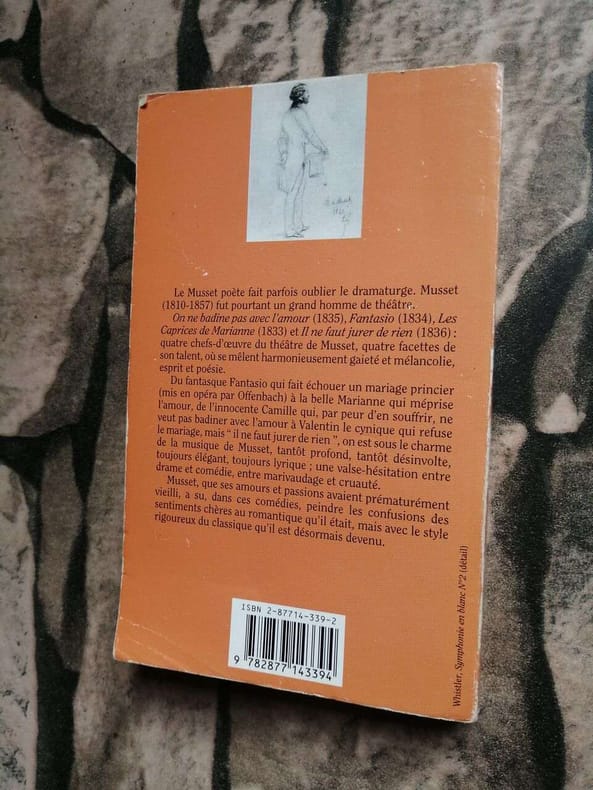 Le Musset poète fait parfois oublier le dramaturge. Musset
(1810-1857) fut pourtant un grand homme de théâtre.
On ne badine pas avec l'amour (1835), Fantasio (1834), Les
Caprices de Marianne (1833) et Il ne faut jurer de rien (1836) :
quatre chefs-d'œuvre du théâtre de Musset, quatre facettes de
son talent, où se mêlent harmonieusement gaieté et mélancolie,
esprit et poésie.
Du fantasque Fantasio qui fait échouer un mariage princier
(mis en opéra par Offenbach) à la belle Marianne qui méprise
l'amour, de l'innocente Camille qui, par peur d'en souffrir, ne
veut pas badiner avec l'amour à Valentin le cynique qui refuse
le mariage, mais " il ne faut jurer de rien ", on est sous le charme
de la musique de Musset, tantôt profond, tantôt désinvolte,
toujours élégant, toujours lyrique ; une valse-hésitation entre
drame et comédie, entre marivaudage et cruauté.
Musset, que ses amours et passions avaient prématurément
vieilli, a su, dans ces comédies, peindre les confusions des
sentiments chères au romantique qu'il était, mais avec le style
rigoureux du classique qu'il est désormais devenu.
ISBN 2-87714-339-2
9 782877 143394
Whistler, Symphonie en blanc N°2 (détail)